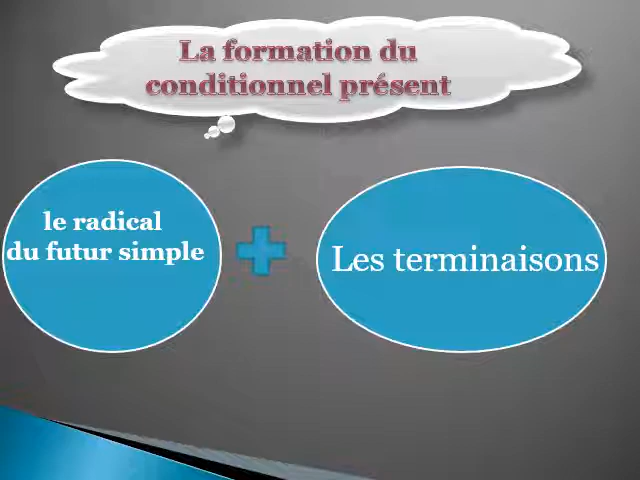 La formation du
conditionnel présent
le radical
du futur simple
Les terminaisons